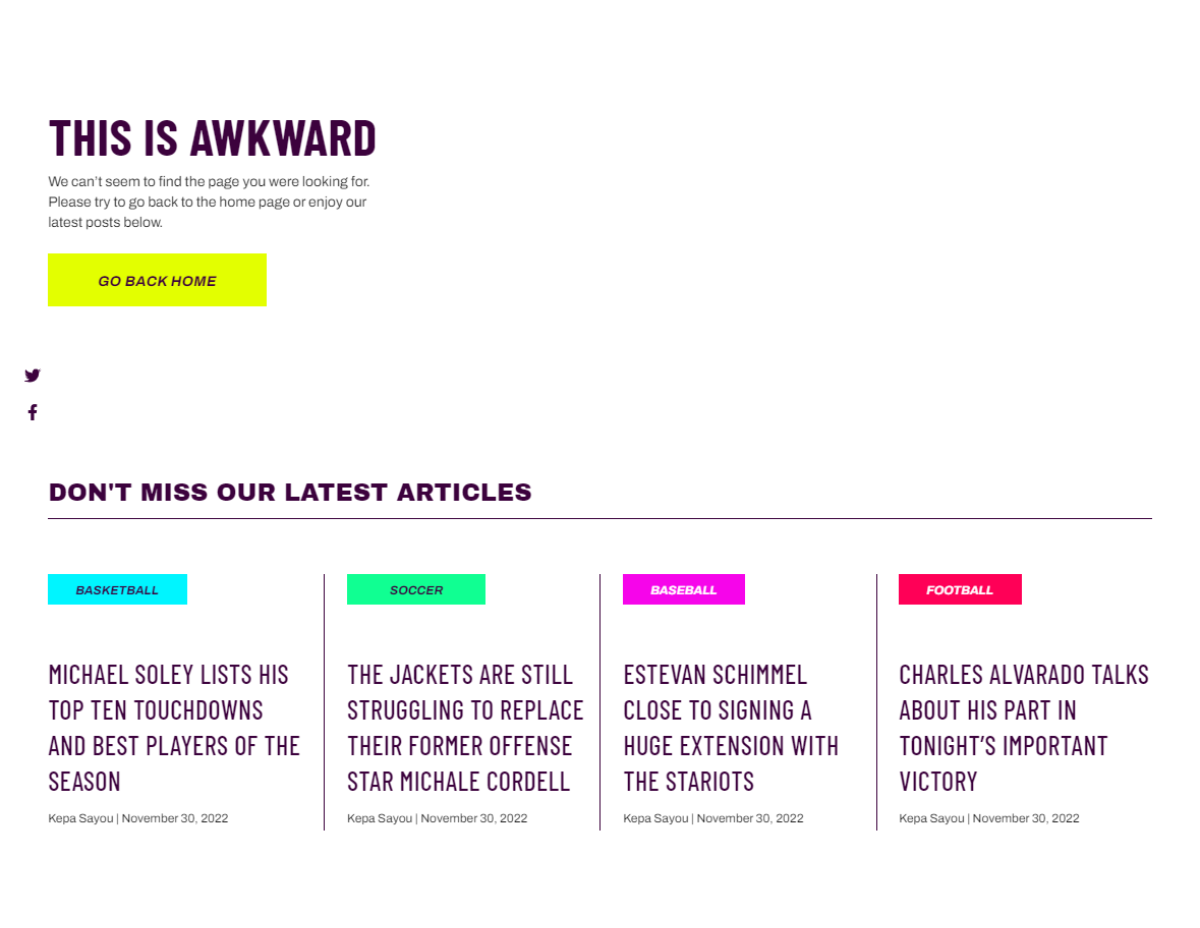 THIS IS AWKWARD
We can't seem to find the page you were looking for.
Please try to go back to the home page or enjoy our
latest posts below.
GO BACK HOME
DON'T MISS OUR LATEST ARTICLES
BASKETBALL
MICHAEL SOLEY LISTS HIS
TOP TEN TOUCHDOWNS
AND BEST PLAYERS OF THE
SEASON
Kepa Sayou | November 30, 2022
SOCCER
THE JACKETS ARE STILL
STRUGGLING TO REPLACE
THEIR FORMER OFFENSE
STAR MICHALE CORDELL
Kepa Sayou | November 30, 2022
BASEBALL
ESTEVAN SCHIMMEL
CLOSE TO SIGNING A
HUGE EXTENSION WITH
THE STARIOTS
Kepa Sayou | November 30, 2022
FOOTBALL
CHARLES ALVARADO TALKS
ABOUT HIS PART IN
TONIGHT’S IMPORTANT
VICTORY
Kepa Sayou | November 30, 2022